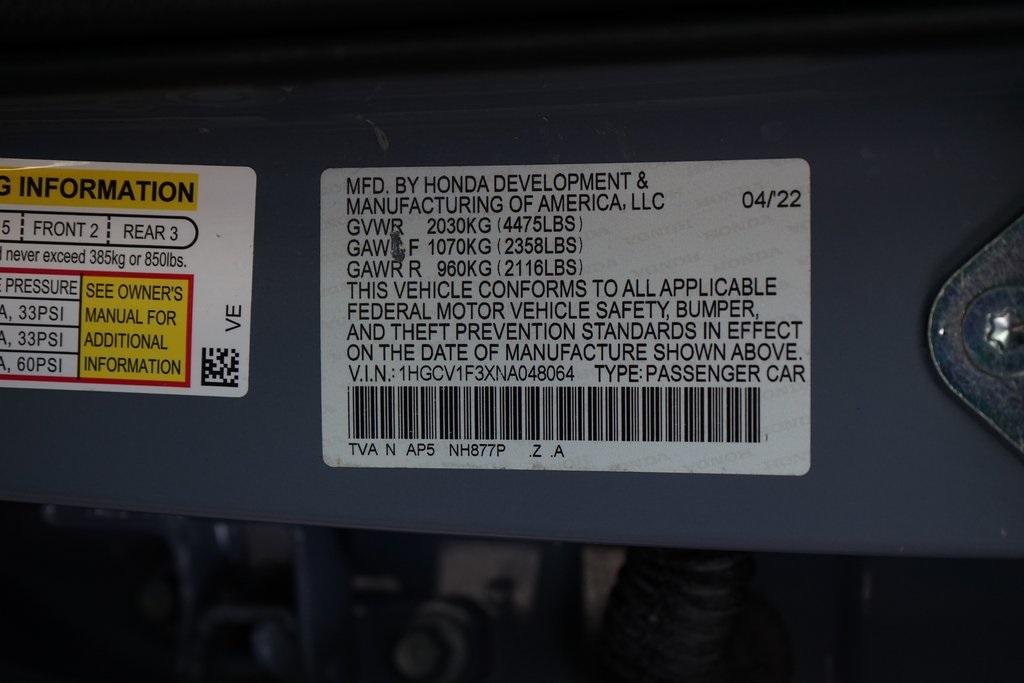 G INFORMATION
5 FRONT 2 REAR 3
never exceed 385kg or 850lbs.
E PRESSURE
A, 33PSI
A, 33PSI
A, 60PSI
SEE OWNER'S
MANUAL FOR
ADDITIONAL
INFORMATION
VE
MFD. BY HONDA DEVELOPMENT &
MANUFACTURING OF AMERICA, LLC 04/'22
GVWR 2030KG (4475LBS)
GAW F 1070KG (2358LBS)
GAWR R 960KG (2116LBS)
THIS VEHICLE CONFORMS TO ALL APPLICABLE
FEDERAL MOTOR VEHICLE SAFETY, BUMPER,
AND THEFT PREVENTION STANDARDS IN EFFECT
ON THE DATE OF MANUFACTURE SHOWN ABOVE.
V.I.N.: 1HGCV1F3XNA048064 TYPE: PASSENGER CAR
TVA N AP5 NH877P .Z .A